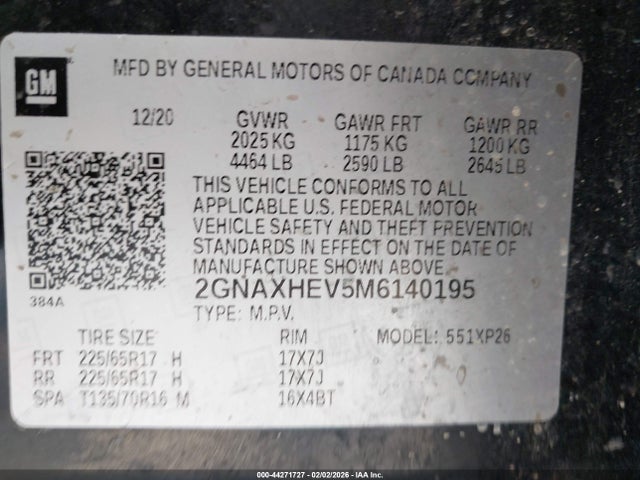 GM
MFD BY GENERAL MOTORS OF CANADA COMPANY
12/20 GVWR GAWR FRT GAWR RR
2025 KG 1175 KG 1200 KG
4464 LB 2590 LB 2645 LB
THIS VEHICLE CONFORMS TO ALL
APPLICABLE U.S. FEDERAL MOTOR
VEHICLE SAFETY AND THEFT PREVENTION
STANDARDS IN EFFECT ON THE DATE OF
MANUFACTURE SHOWN ABOVE.
384A
2GNAXHEV5M6140195
TYPE: M.P.V.
TIRE SIZE RIM MODEL: 551XP26
FRT 225/65R17 H 17X7J
RR 225/65R17 H 17X7J
SPA T135/70R16 M 16X4BT
000-44271727 - 02/02/2026 - IAA Inc.